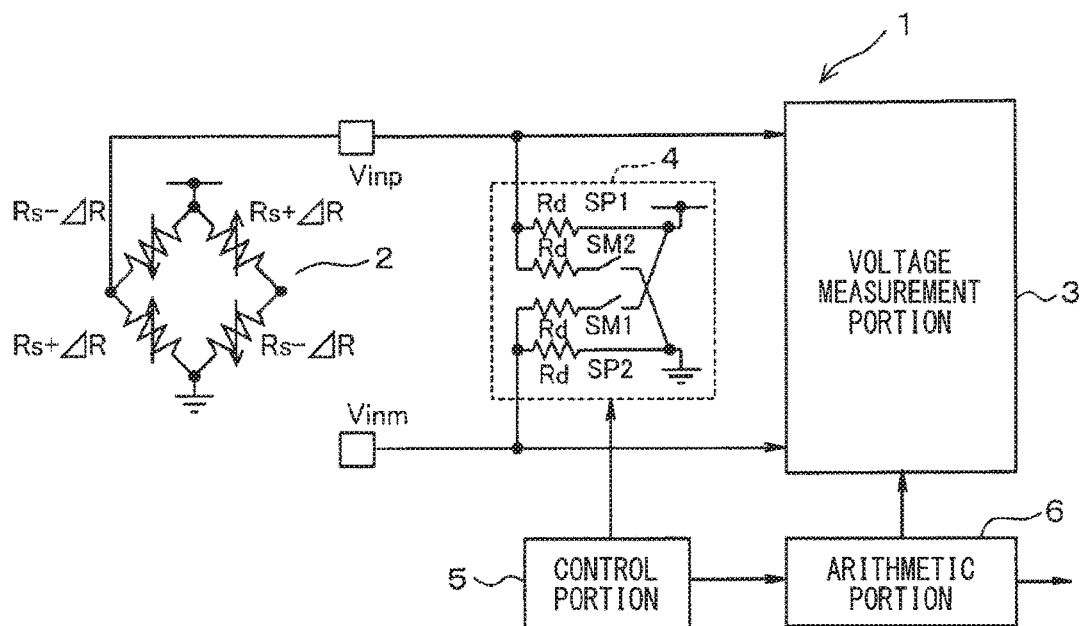 1
Vinp
4
Rs-⊿R
Rs+⊿R
Rd SP1
Rd SM2
2
VOLTAGE
MEASUREMENT
PORTION
3
Rs+⊿R
Rs-⊿R
Rd SM1
Rd SP2
Vinm
6
5
CONTROL
PORTION
ARITHMETIC
PORTION